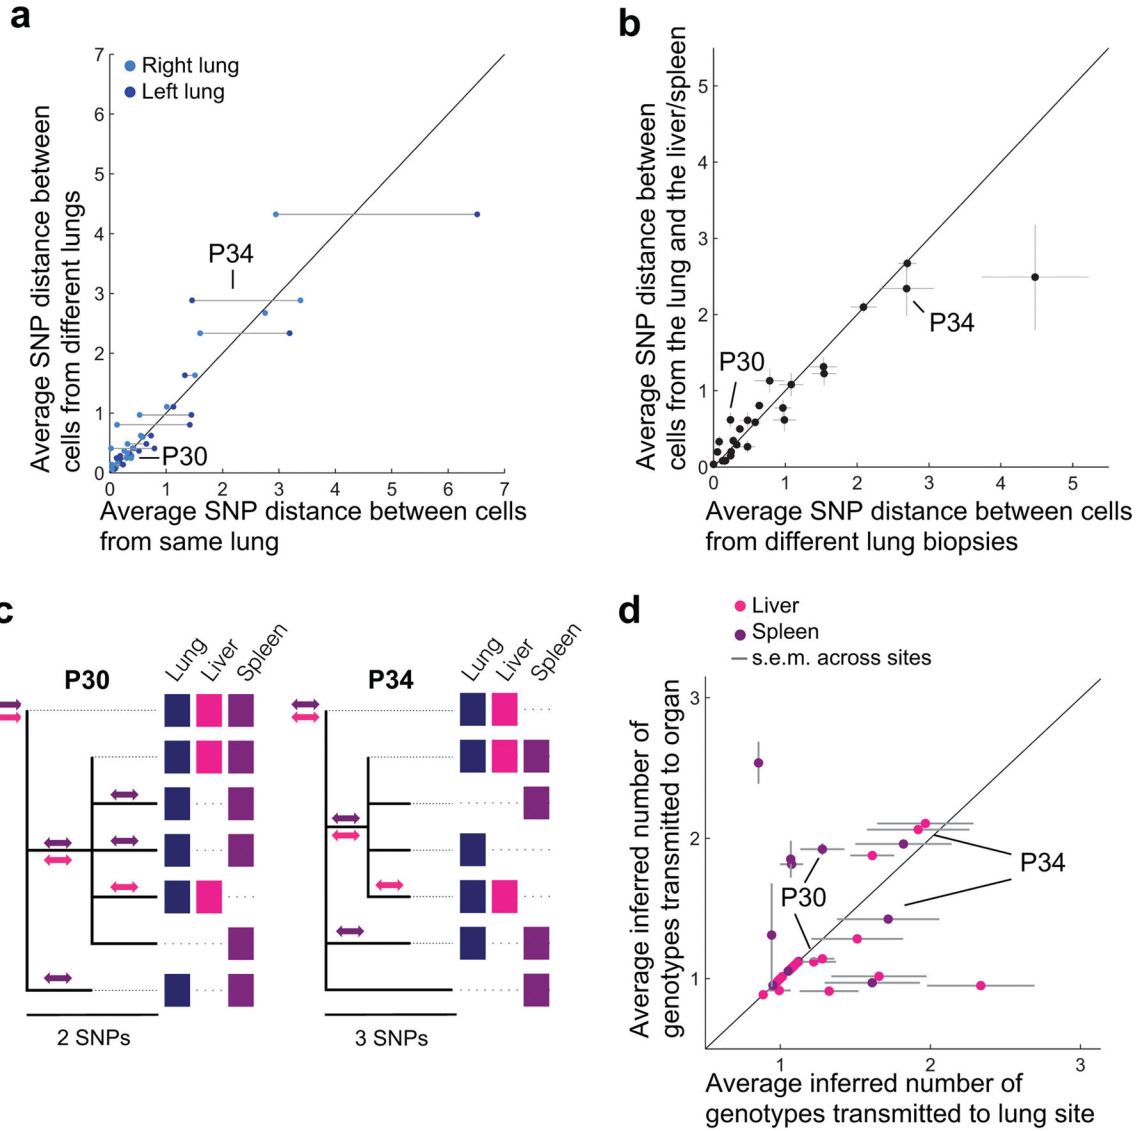 a
Average SNP distance between
cells from different lungs
7
6
5
4
3
2
1
0
Right lung
Left lung
P34
P30
0 1 2 3 4 5 6 7
Average SNP distance between cells
from same lung
b
Average SNP distance between
cells from the lung and the liver/spleen
5
4
3
2
1
0
P30
P34
0 1 2 3 4 5
Average SNP distance between cells
from different lung biopsies
c
P30
Lung
Liver
Spleen
2 SNPs
P34
Lung
Liver
Spleen
3 SNPs
d
Liver
Spleen
s.e.m. across sites
Average inferred number of
genotypes transmitted to organ
3
2
1
P30
P34
1 2 3
Average inferred number of
genotypes transmitted to lung site